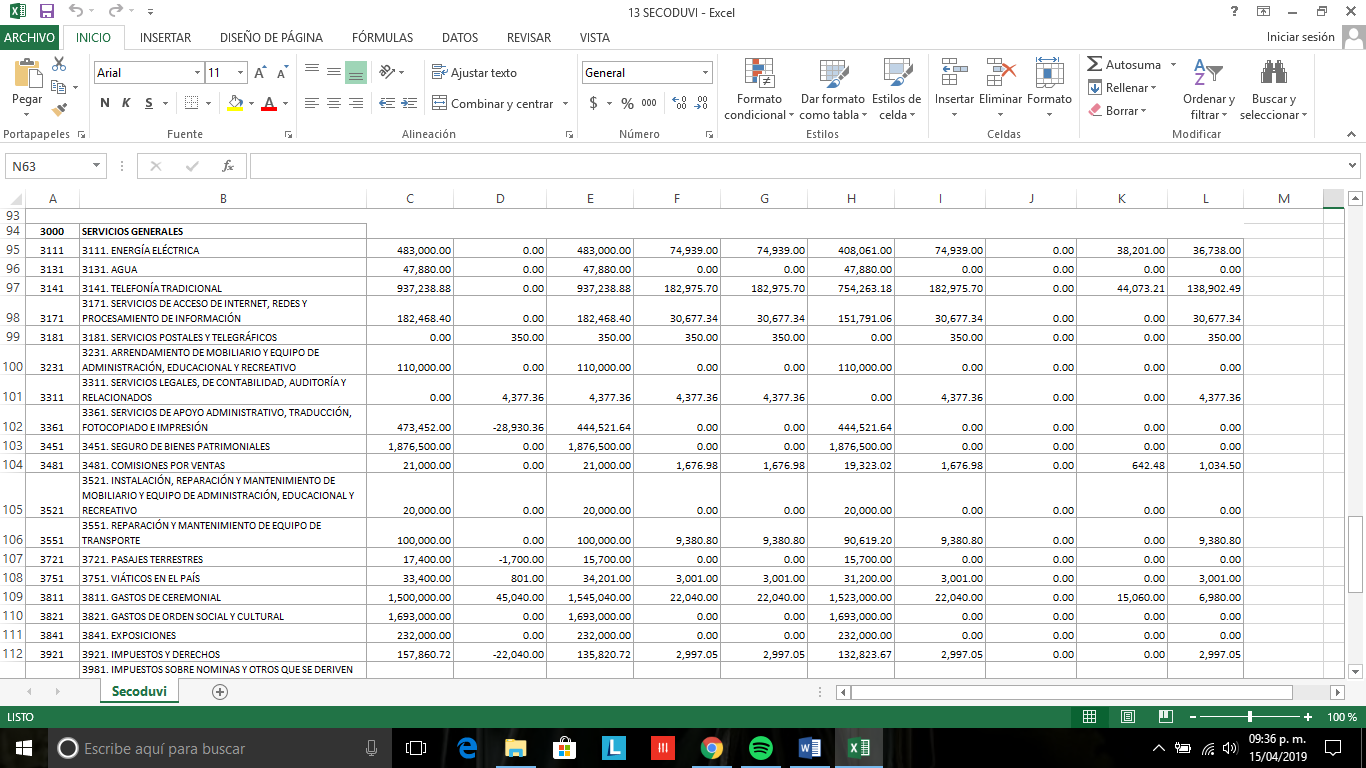 13 SECODUVI - Excel
ARCHIVO INICIO INSERTAR DISEÑO DE PÁGINA FÓRMULAS DATOS REVISAR VISTA Iniciar sesión
Pegar
Arial 11
N K S
Ajustar texto
Combinar y centrar
General
$ % 000
Formato condicional
Dar formato como tabla
Estilos de celda
Insertar Eliminar Formato
Autosuma
Rellenar
Borrar
Ordenar y filtrar
Buscar y seleccionar
Portapapeles Fuente Alineación Número Estilos Celdas Modificar
N63 fx
A B C D E F G H I J K L M
93
94 3000 SERVICIOS GENERALES
95 3111 3111. ENERGÍA ELÉCTRICA 483,000.00 0.00 483,000.00 74,939.00 74,939.00 408,061.00 74,939.00 0.00 38,201.00 36,738.00
96 3131 3131. AGUA 47,880.00 0.00 47,880.00 0.00 0.00 47,880.00 0.00 0.00 0.00 0.00
97 3141 3141. TELEFONÍA TRADICIONAL 937,238.88 0.00 937,238.88 182,975.70 182,975.70 754,263.18 182,975.70 0.00 44,073.21 138,902.49
3171. SERVICIOS DE ACCESO DE INTERNET, REDES Y
98 3171 PROCESAMIENTO DE INFORMACIÓN 182,468.40 0.00 182,468.40 30,677.34 30,677.34 151,791.06 30,677.34 0.00 0.00 30,677.34
99 3181 3181. SERVICIOS POSTALES Y TELEGRÁFICOS 0.00 350.00 350.00 350.00 350.00 0.00 350.00 0.00 0.00 350.00
3231. ARRENDAMIENTO DE MOBILIARIO Y EQUIPO DE
100 3231 ADMINISTRACIÓN, EDUCACIONAL Y RECREATIVO 110,000.00 0.00 110,000.00 0.00 0.00 110,000.00 0.00 0.00 0.00 0.00
3311. SERVICIOS LEGALES, DE CONTABILIDAD, AUDITORÍA Y
101 3311 RELACIONADOS 0.00 4,377.36 4,377.36 4,377.36 4,377.36 0.00 4,377.36 0.00 0.00 4,377.36
3361. SERVICIOS DE APOYO ADMINISTRATIVO, TRADUCCIÓN,
102 3361 FOTOCOPIADO E IMPRESIÓN 473,452.00 -28,930.36 444,521.64 0.00 0.00 444,521.64 0.00 0.00 0.00 0.00
103 3451 3451. SEGURO DE BIENES PATRIMONIALES 1,876,500.00 0.00 1,876,500.00 0.00 0.00 1,876,500.00 0.00 0.00 0.00 0.00
104 3481 3481. COMISIONES POR VENTAS 21,000.00 0.00 21,000.00 1,676.98 1,676.98 19,323.02 1,676.98 0.00 642.48 1,034.50
3521. INSTALACIÓN, REPARACIÓN Y MANTENIMIENTO DE
MOBILIARIO Y EQUIPO DE ADMINISTRACIÓN, EDUCACIONAL Y
105 3521 RECREATIVO 20,000.00 0.00 20,000.00 0.00 0.00 20,000.00 0.00 0.00 0.00 0.00
3551. REPARACIÓN Y MANTENIMIENTO DE EQUIPO DE
106 3551 TRANSPORTE 100,000.00 0.00 100,000.00 9,380.80 9,380.80 90,619.20 9,380.80 0.00 0.00 9,380.80
107 3721 3721. PASAJES TERRESTRES 17,400.00 -1,700.00 15,700.00 0.00 0.00 15,700.00 0.00 0.00 0.00 0.00
108 3751 3751. VIÁTICOS EN EL PAÍS 33,400.00 801.00 34,201.00 3,001.00 3,001.00 31,200.00 3,001.00 0.00 0.00 3,001.00
109 3811 3811. GASTOS DE CEREMONIAL 1,500,000.00 45,040.00 1,545,040.00 22,040.00 22,040.00 1,523,000.00 22,040.00 0.00 15,060.00 6,980.00
110 3821 3821. GASTOS DE ORDEN SOCIAL Y CULTURAL 1,693,000.00 0.00 1,693,000.00 0.00 0.00 1,693,000.00 0.00 0.00 0.00 0.00
111 3841 3841. EXPOSICIONES 232,000.00 0.00 232,000.00 0.00 0.00 232,000.00 0.00 0.00 0.00 0.00
112 3921 3921. IMPUESTOS Y DERECHOS 157,860.72 -22,040.00 135,820.72 2,997.05 2,997.05 132,823.67 2,997.05 0.00 0.00 2,997.05
3981. IMPUESTOS SOBRE NOMINAS Y OTROS QUE SE DERIVEN
Secoduvi
LISTO 100 %
Escribe aquí para buscar
09:36 p. m.
15/04/2019